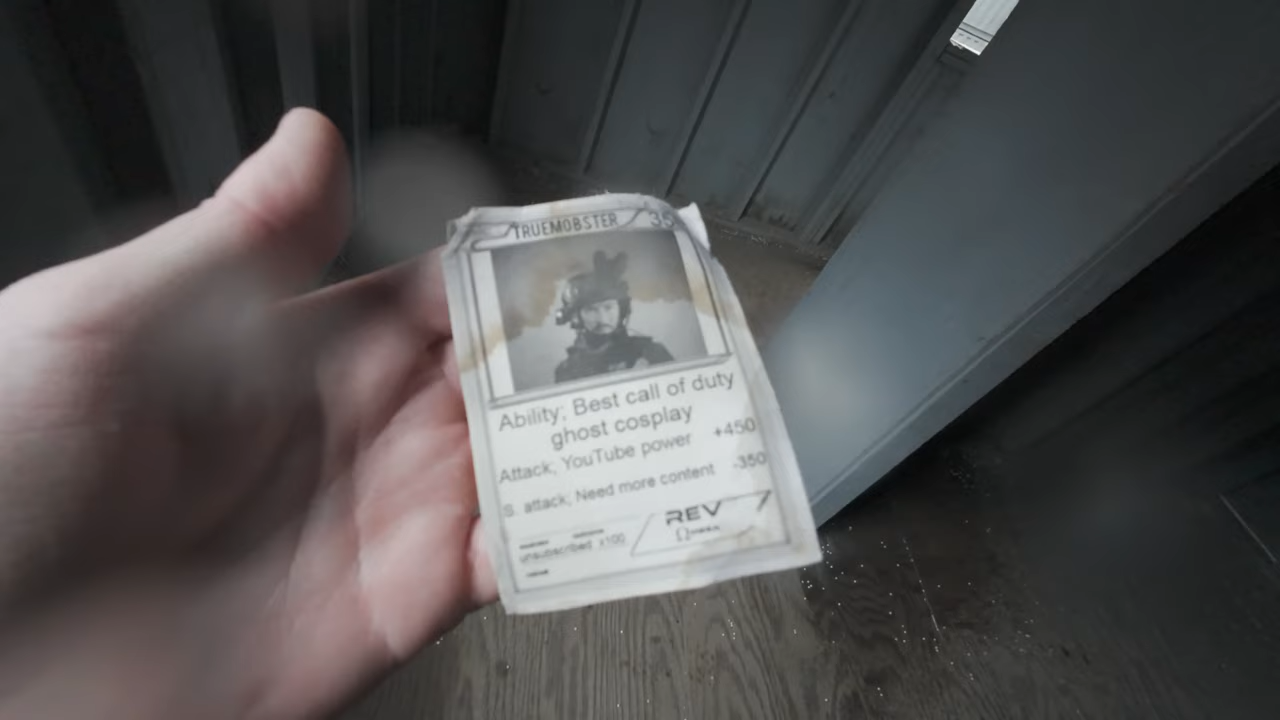 TRUEMOBSTER 35
Ability; Best call of duty
ghost cosplay
Attack; YouTube power +450
S. attack; Need more content -350
unsubscribed x100
REV